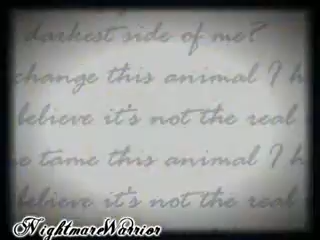 darkest side of me?
change this animal I h
believe it's not the real
me tame this animal I h
believe it's not the real
NightmareWarrior